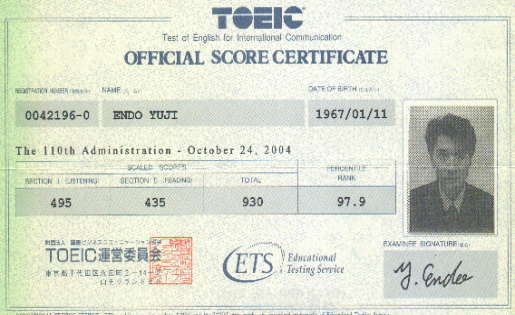 TOEIC
Test of English for International Communication
OFFICIAL SCORE CERTIFICATE
REGISTRATION NUMBER NAME DATE OF BIRTH
0042196-0 ENDO YUJI 1967/01/11
The 110th Administration - October 24, 2004
SCALED SCORES PERCENTILE
SECTION I (LISTENING) SECTION II (READING) TOTAL RANK
495 435 930 97.9
TOEIC運営委員会
ETS Educational
Testing Service
EXAMINEE SIGNATURE
Y. Endo